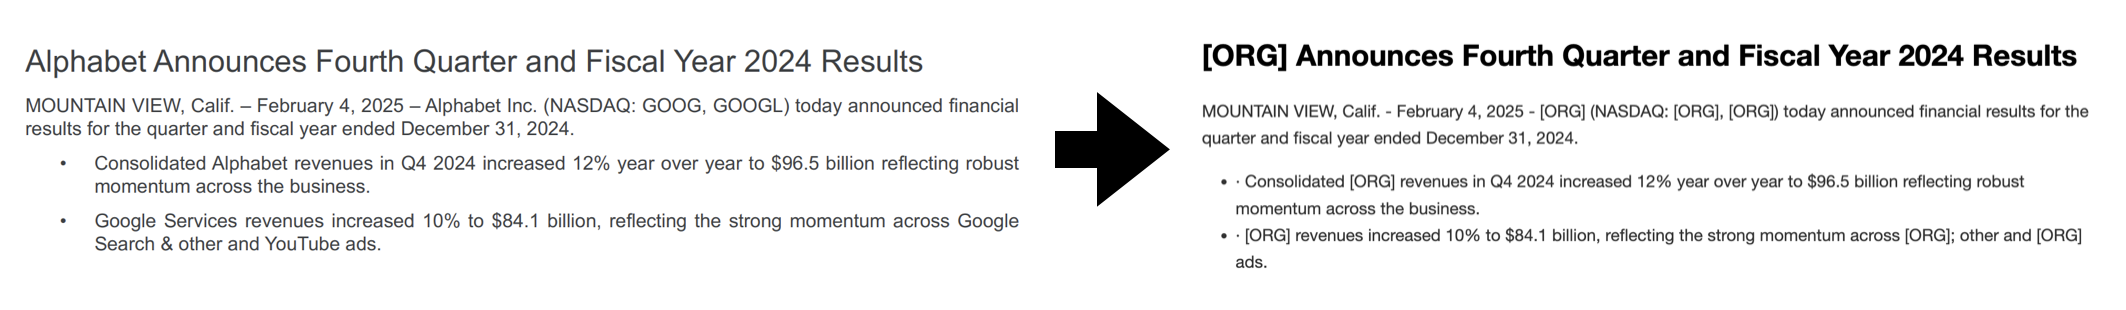 Alphabet Announces Fourth Quarter and Fiscal Year 2024 Results
MOUNTAIN VIEW, Calif. – February 4, 2025 – Alphabet Inc. (NASDAQ: GOOG, GOOGL) today announced financial
results for the quarter and fiscal year ended December 31, 2024.
• Consolidated Alphabet revenues in Q4 2024 increased 12% year over year to $96.5 billion reflecting robust
momentum across the business.
• Google Services revenues increased 10% to $84.1 billion, reflecting the strong momentum across Google
Search & other and YouTube ads.
[ORG] Announces Fourth Quarter and Fiscal Year 2024 Results
MOUNTAIN VIEW, Calif. - February 4, 2025 - [ORG] (NASDAQ: [ORG], [ORG]) today announced financial results for the
quarter and fiscal year ended December 31, 2024.
• · Consolidated [ORG] revenues in Q4 2024 increased 12% year over year to $96.5 billion reflecting robust
momentum across the business.
• · [ORG] revenues increased 10% to $84.1 billion, reflecting the strong momentum across [ORG]; other and [ORG]
ads.